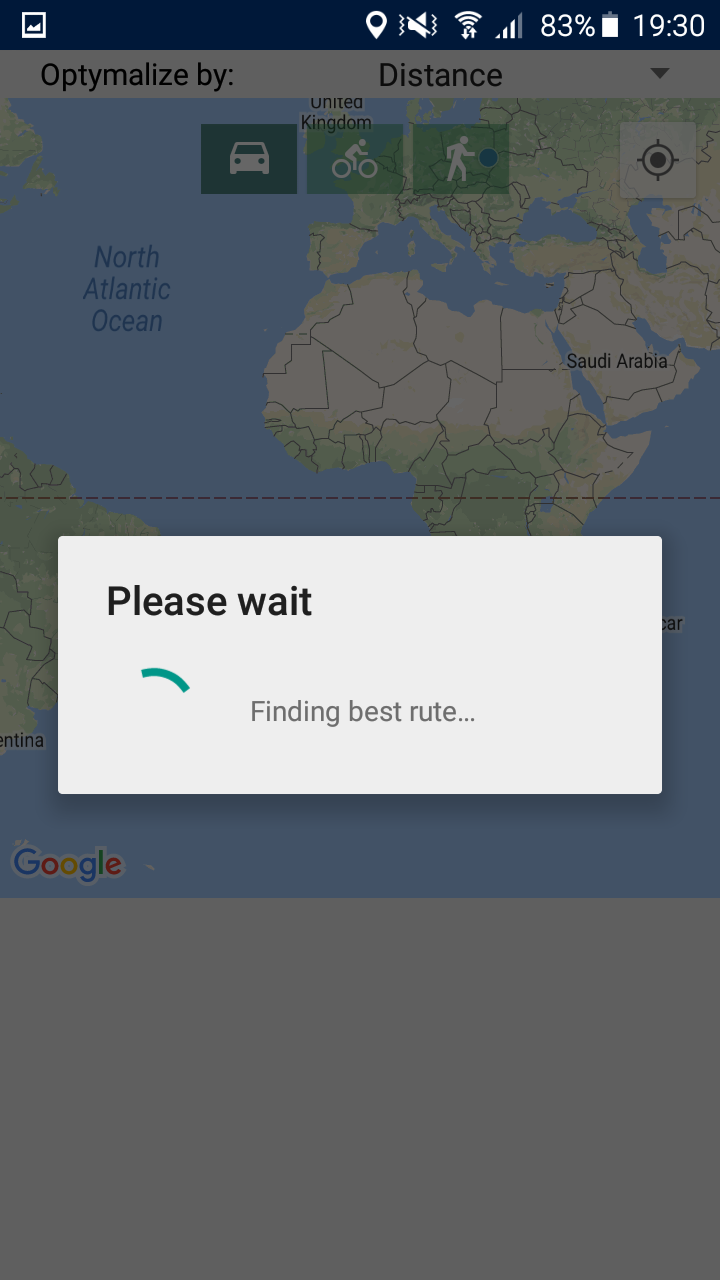 83% 19:30
Optymalize by: Distance
United
Kingdom
North
Atlantic
Ocean
Saudi Arabia
Please wait
car
Finding best rute...
entina
Google